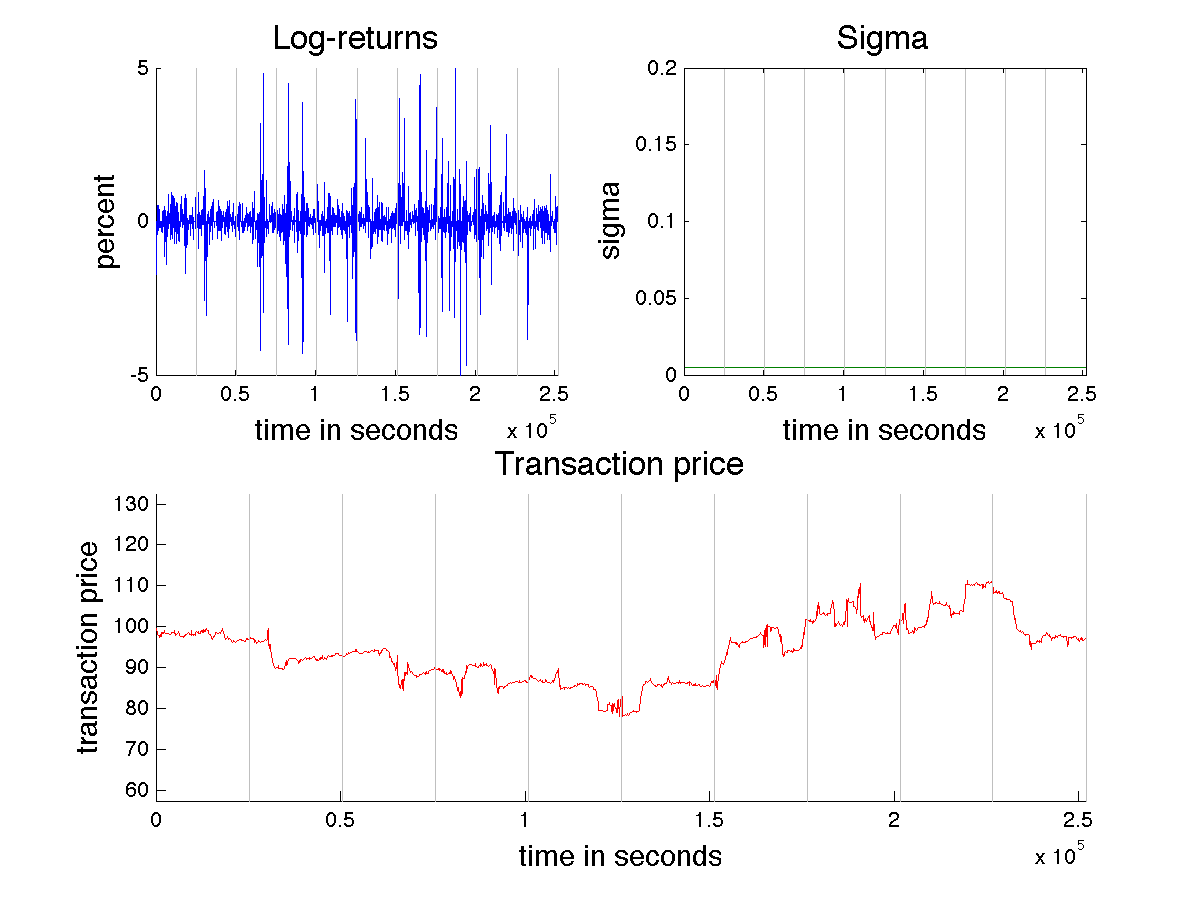 Log-returns
percent
5
0
-5
0 0.5 1 1.5 2 2.5
x 10^5
time in seconds
Sigma
sigma
0.2
0.15
0.1
0.05
0
0 0.5 1 1.5 2 2.5
x 10^5
time in seconds
Transaction price
transaction price
130
120
110
100
90
80
70
60
0 0.5 1 1.5 2 2.5
x 10^5
time in seconds